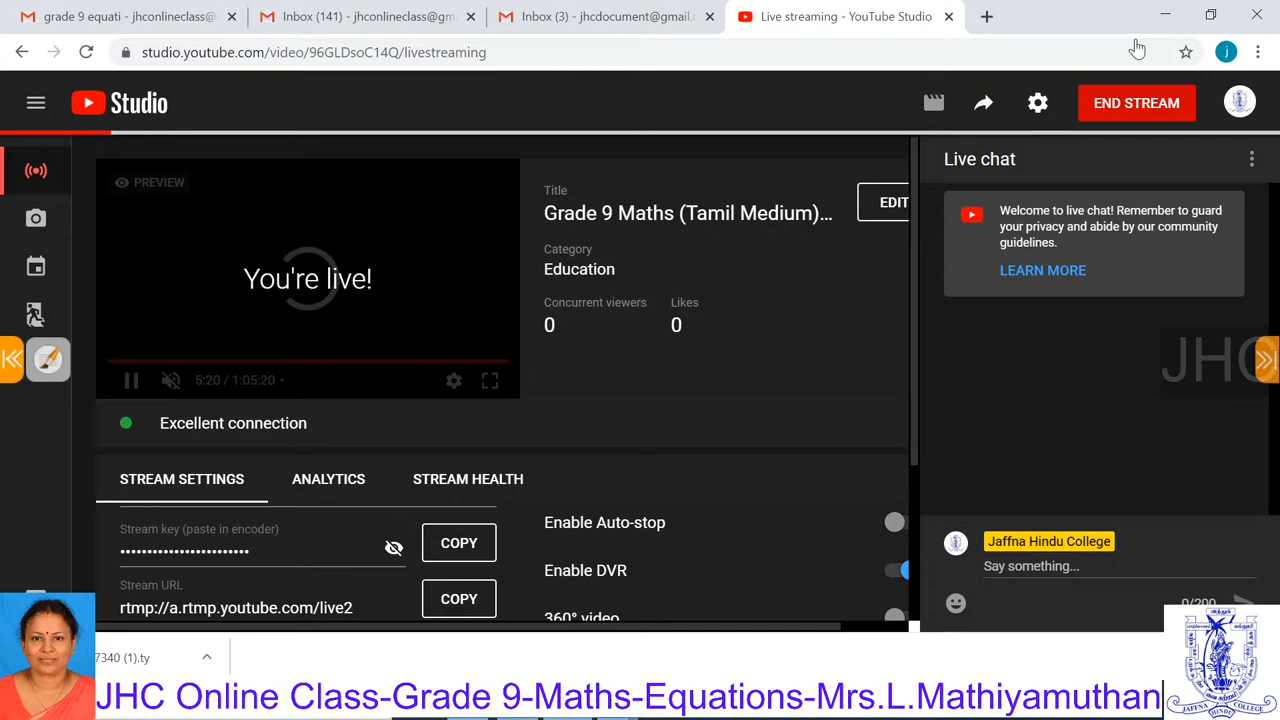 grade 9 equati - jhconlineclass@
Inbox (141) - jhconlineclass@gm
Inbox (3) - jhcdocument@gmail.
Live streaming - YouTube Studio
studio.youtube.com/video/96GLDsoC14Q/livestreaming
j
Studio
END STREAM
PREVIEW
You're live!
5:20 / 1:05:20
Title
Grade 9 Maths (Tamil Medium)...
EDIT
Category
Education
Concurrent viewers
Likes
0
0
Excellent connection
STREAM SETTINGS
ANALYTICS
STREAM HEALTH
Stream key (paste in encoder)
••••••••••••••••••••••••
COPY
Stream URL
rtmp://a.rtmp.youtube.com/live2
COPY
Enable Auto-stop
Enable DVR
360° video
Live chat
Welcome to live chat! Remember to guard
your privacy and abide by our community
guidelines.
LEARN MORE
JHC
Jaffna Hindu College
Say something...
0/200
7340 (1).ty
JHC Online Class-Grade 9-Maths-Equations-Mrs.L.Mathiyamuthan
JAFFNA HINDU COLLEGE